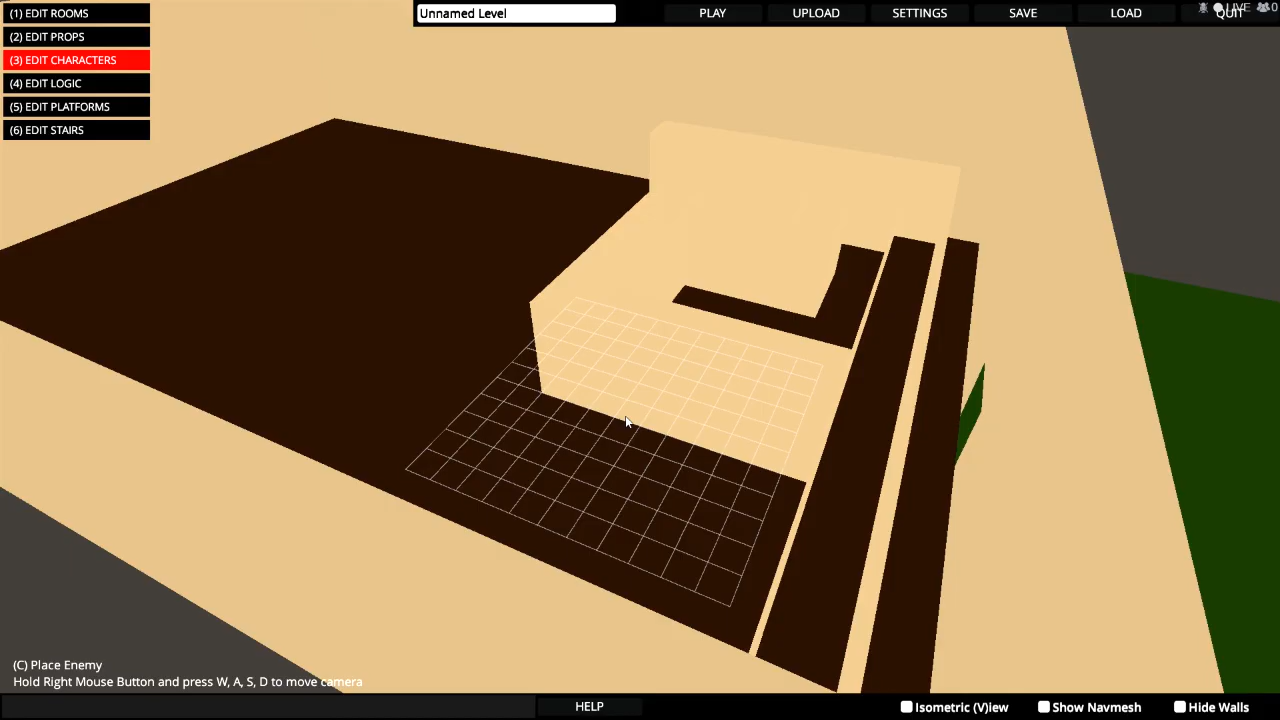 (1) EDIT ROOMS
(2) EDIT PROPS
(3) EDIT CHARACTERS
(4) EDIT LOGIC
(5) EDIT PLATFORMS
(6) EDIT STAIRS
Unnamed Level
PLAY
UPLOAD
SETTINGS
SAVE
LOAD
QUIT
LIVE
0
(C) Place Enemy
Hold Right Mouse Button and press W, A, S, D to move camera
HELP
Isometric (V)iew
Show Navmesh
Hide Walls